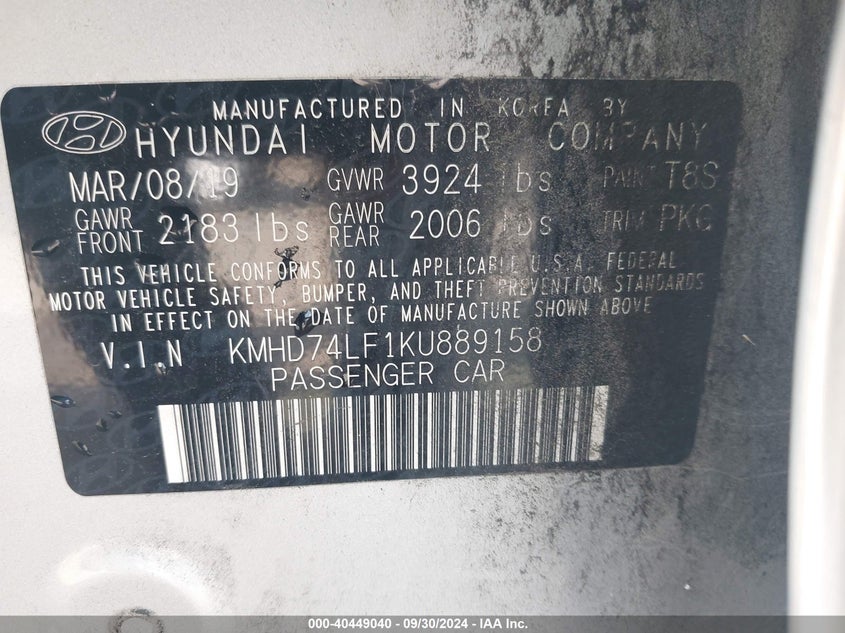 MANUFACTURED IN KOREA BY
HYUNDAI MOTOR COMPANY
MAR/08/19 GVWR 3924 lbs PAINT T8S
GAWR FRONT 2183 lbs GAWR REAR 2006 lbs TRIM PKG
THIS VEHICLE CONFORMS TO ALL APPLICABLE U.S.A. FEDERAL
MOTOR VEHICLE SAFETY, BUMPER, AND THEFT PREVENTION STANDARDS
IN EFFECT ON THE DATE OF MANUFACTURE SHOWN ABOVE
V.I.N KMHD74LF1KU889158
PASSENGER CAR
000-40449040 - 09/30/2024 - IAA Inc.